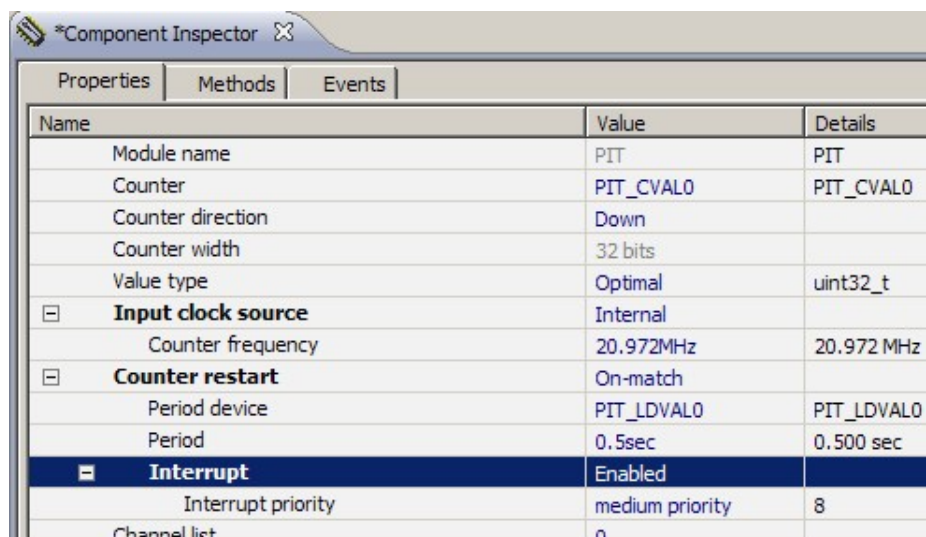 *Component Inspector
Properties Methods Events
Name Value Details
Module name PIT PIT
Counter PIT_CVAL0 PIT_CVAL0
Counter direction Down
Counter width 32 bits
Value type Optimal uint32_t
Input clock source Internal
Counter frequency 20.972MHz 20.972 MHz
Counter restart On-match
Period device PIT_LDVAL0 PIT_LDVAL0
Period 0.5sec 0.500 sec
Interrupt Enabled
Interrupt priority medium priority 8
Channel list 0